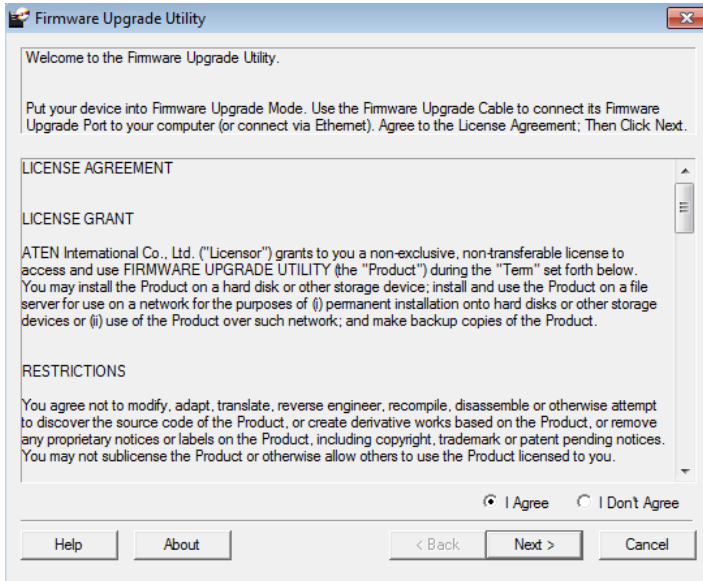 Firmware Upgrade Utility
Welcome to the Firmware Upgrade Utility.
Put your device into Firmware Upgrade Mode. Use the Firmware Upgrade Cable to connect its Firmware
Upgrade Port to your computer (or connect via Ethernet). Agree to the License Agreement; Then Click Next.
LICENSE AGREEMENT
LICENSE GRANT
ATEN International Co., Ltd. ("Licensor") grants to you a non-exclusive, non-transferable license to
access and use FIRMWARE UPGRADE UTILITY (the "Product") during the "Term" set forth below.
You may install the Product on a hard disk or other storage device; install and use the Product on a file
server for use on a network for the purposes of (i) permanent installation onto hard disks or other storage
devices or (ii) use of the Product over such network; and make backup copies of the Product.
RESTRICTIONS
You agree not to modify, adapt, translate, reverse engineer, recompile, disassemble or otherwise attempt
to discover the source code of the Product, or create derivative works based on the Product, or remove
any proprietary notices or labels on the Product, including copyright, trademark or patent pending notices.
You may not sublicense the Product or otherwise allow others to use the Product licensed to you.
I Agree I Don't Agree
Help About < Back Next > Cancel